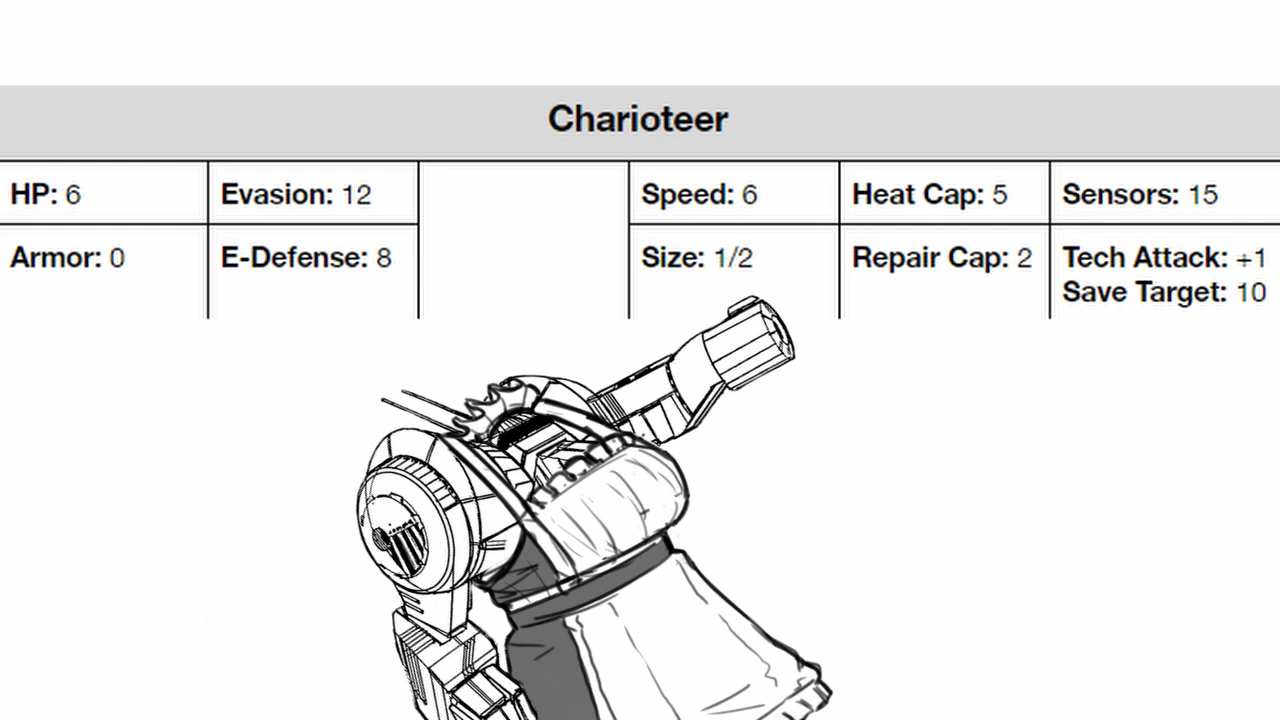 Charioteer
HP: 6
Evasion: 12
Speed: 6
Heat Cap: 5
Sensors: 15
Armor: 0
E-Defense: 8
Size: 1/2
Repair Cap: 2
Tech Attack: +1
Save Target: 10